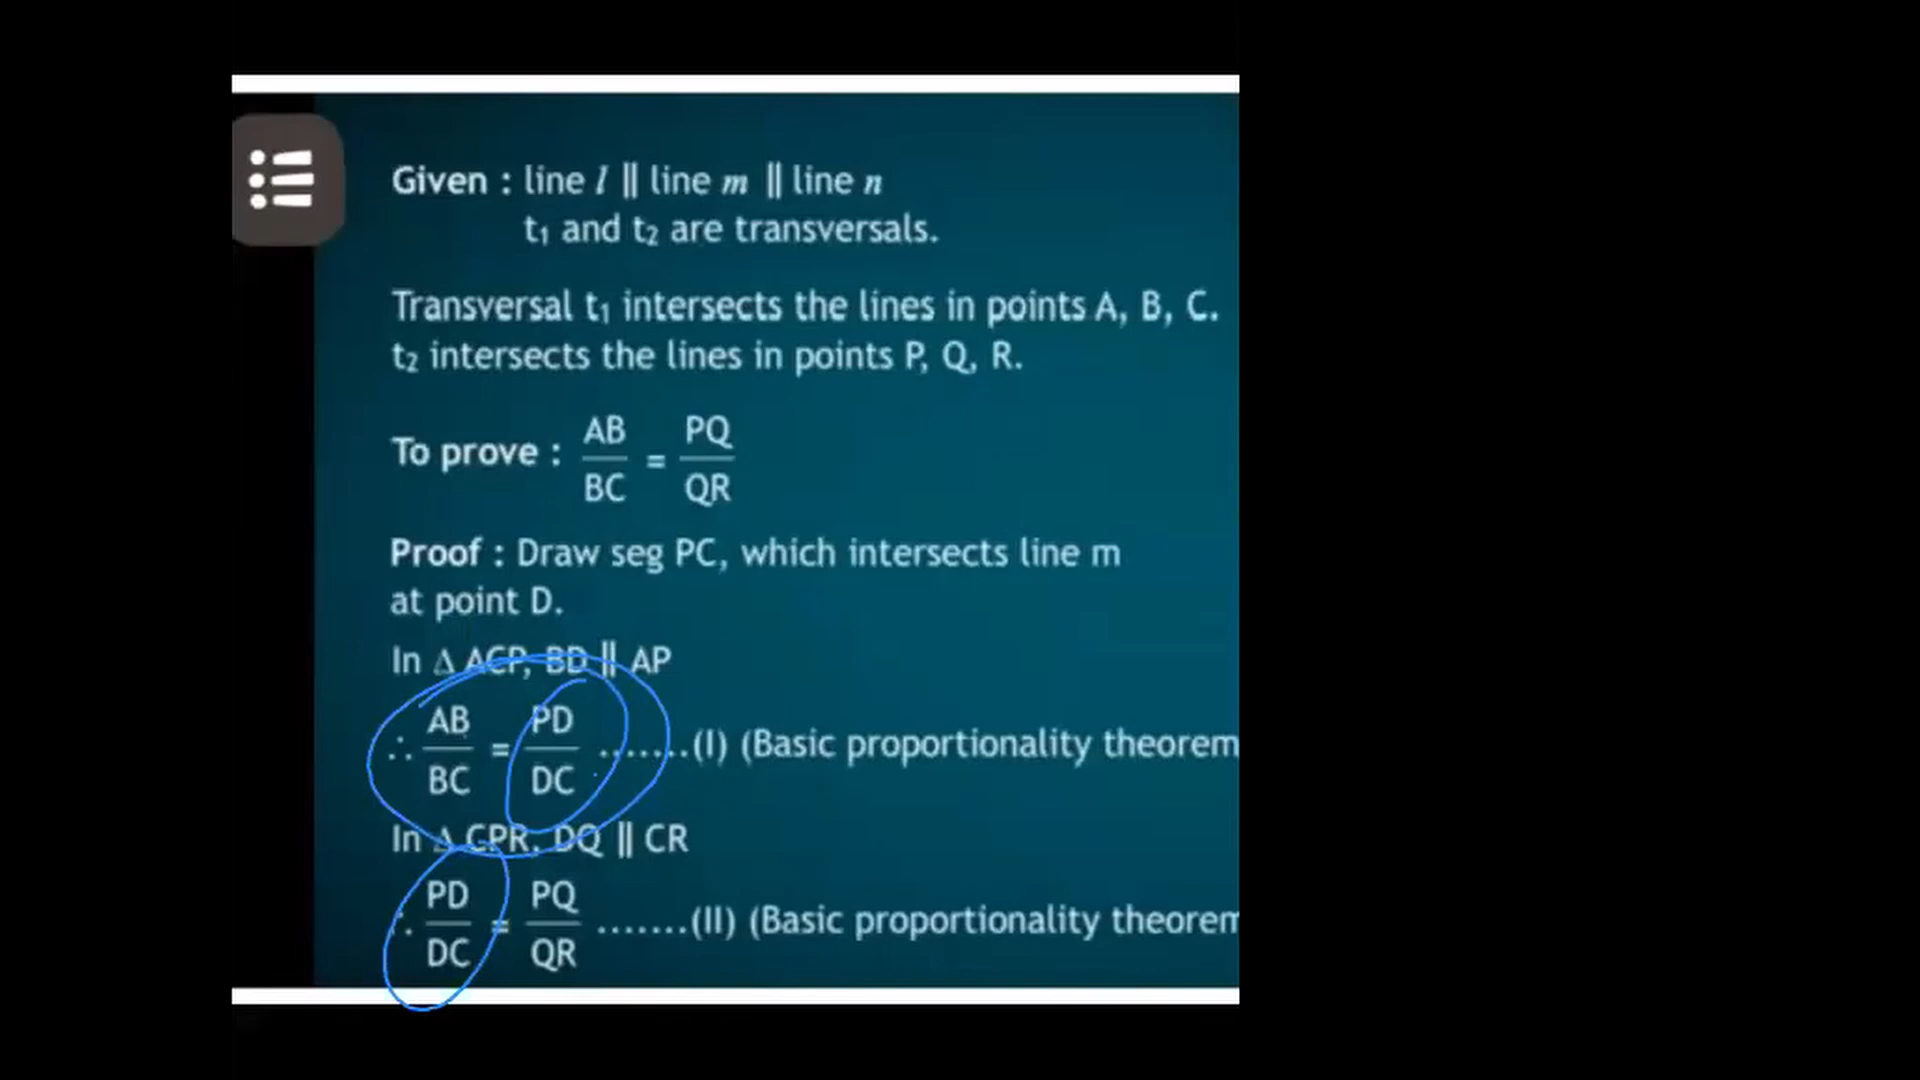 Given : line l || line m || line n
t₁ and t₂ are transversals.
Transversal t₁ intersects the lines in points A, B, C.
t₂ intersects the lines in points P, Q, R.
To prove : AB/BC = PQ/QR
Proof : Draw seg PC, which intersects line m
at point D.
In Δ ACP, BD || AP
∴ AB/BC = PD/DC .......(I) (Basic proportionality theorem
In Δ CPR, DQ || CR
∴ PD/DC = PQ/QR .......(II) (Basic proportionality theorem